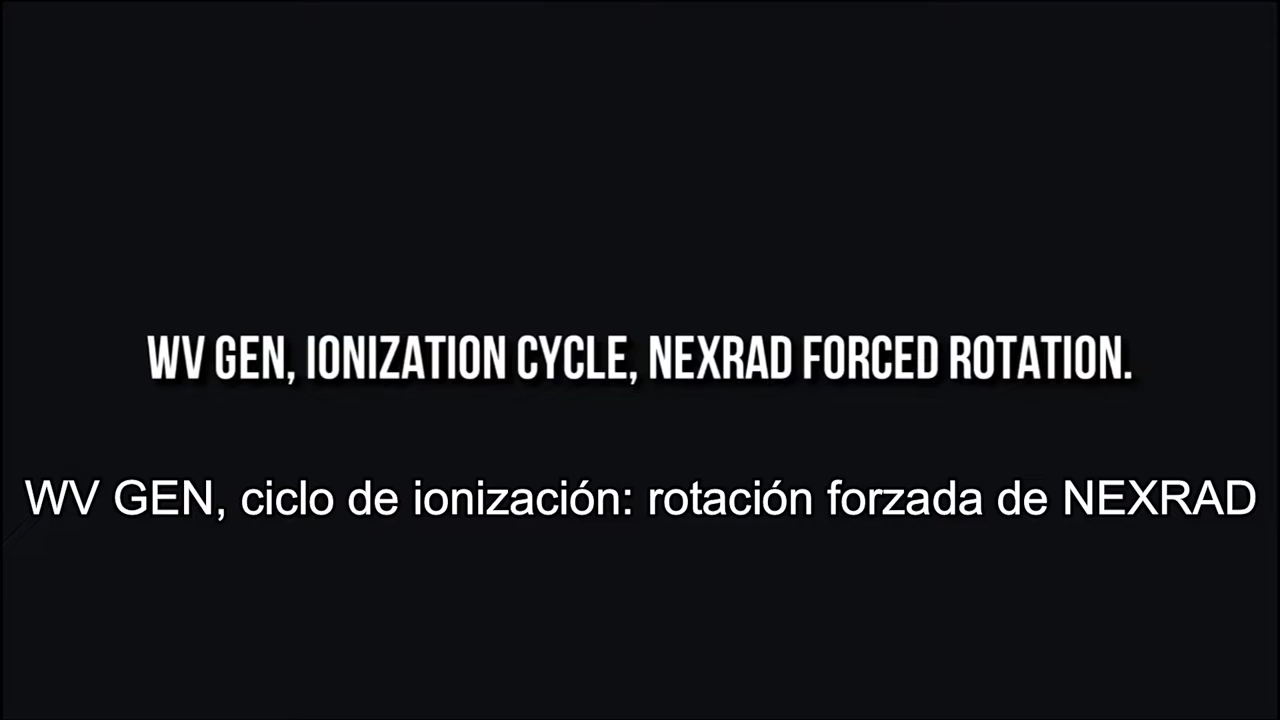 WV GEN, IONIZATION CYCLE, NEXRAD FORCED ROTATION.
WV GEN, ciclo de ionización: rotación forzada de NEXRAD